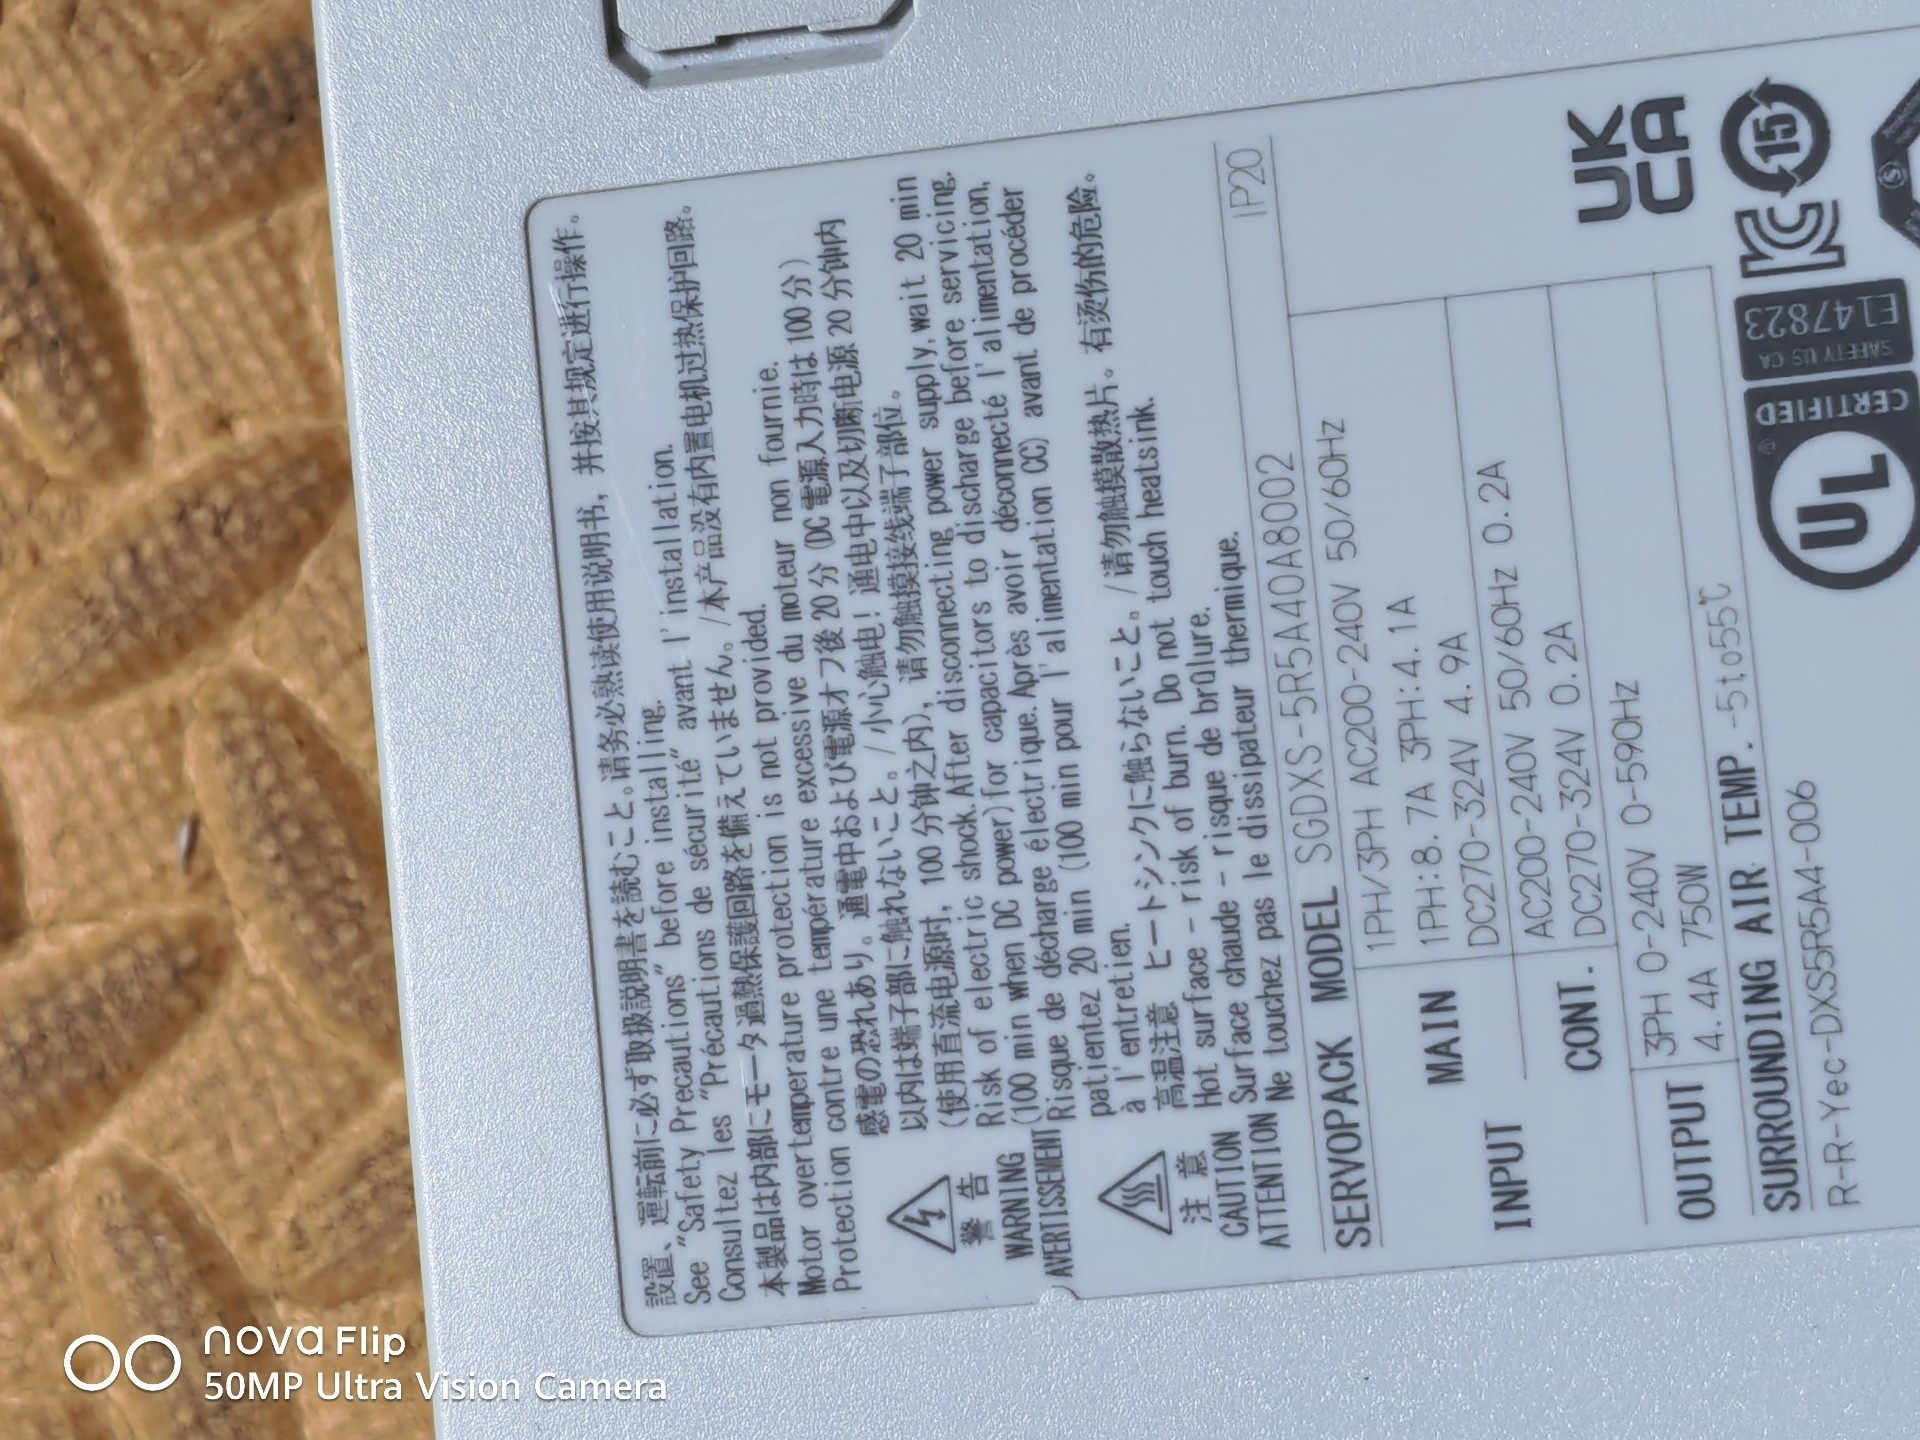 設置、運転前に必ず取扱説明書を読むこと。请务必熟读使用说明书，并按其规定进行操作。
See "Safety Precautions" before installing.
Consultez les "Précautions de sécurité" avant l'installation.
本製品は内部にモータ過熱保護回路を備えていません。/本产品没有内置电机过热保护回路。
Motor overtemperature protection is not provided.
Protection contre une température excessive du moteur non fournie.
警告
WARNING
AVERTISSEMENT
感電の恐れあり。通電中および電源オフ後20分(DC電源入力時は100分)
以内は端子部に触れないこと。/小心触电！通电中以及切断电源20分钟内
(使用直流电源时，100分钟之内)，请勿触摸接线端子部位。
Risk of electric shock. After disconnecting power supply, wait 20 min
(100 min when DC power) for capacitors to discharge before servicing.
Risque de décharge électrique. Après avoir déconnecté l'alimentation,
patientez 20 min (100 min pour l'alimentation CC) avant de procéder
à l'entretien.
注意
CAUTION
ATTENTION
高温注意 ヒートシンクに触らないこと。/请勿触摸散热片。有烫伤的危险。
Hot surface - risk of burn. Do not touch heatsink.
Surface chaude - risque de brûlure.
Ne touchez pas le dissipateur thermique.
SERVOPACK MODEL SGDXS-5R5A40A8002 IP20
INPUT
MAIN
1PH/3PH AC200-240V 50/60Hz
1PH:8.7A 3PH:4.1A
DC270-324V 4.9A
CONT.
AC200-240V 50/60Hz 0.2A
DC270-324V 0.2A
OUTPUT
3PH 0-240V 0-590Hz
4.4A 750W
SURROUNDING AIR TEMP. -5to55℃
R-R-Yec-DXS5R5A4-006
UK
CA
15
KC
UL
CERTIFIED
SAFETY US-CA
E147823
nova Flip
50MP Ultra Vision Camera